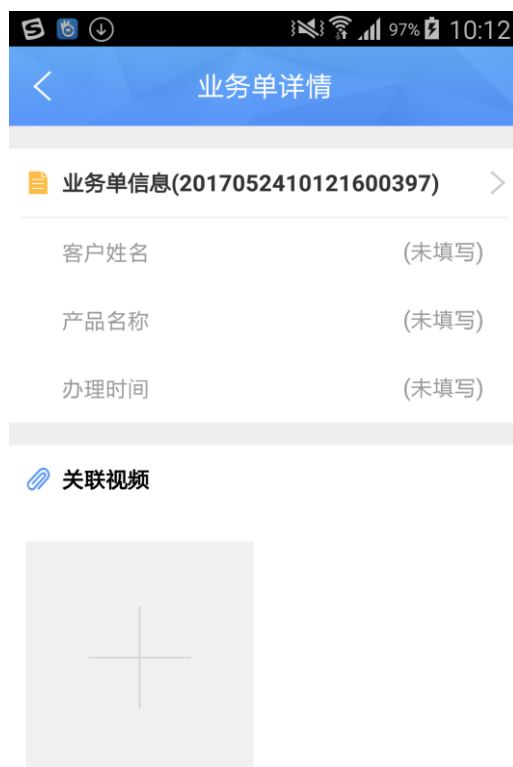 97% 10:12
业务单详情
业务单信息(2017052410121600397)
客户姓名 (未填写)
产品名称 (未填写)
办理时间 (未填写)
关联视频